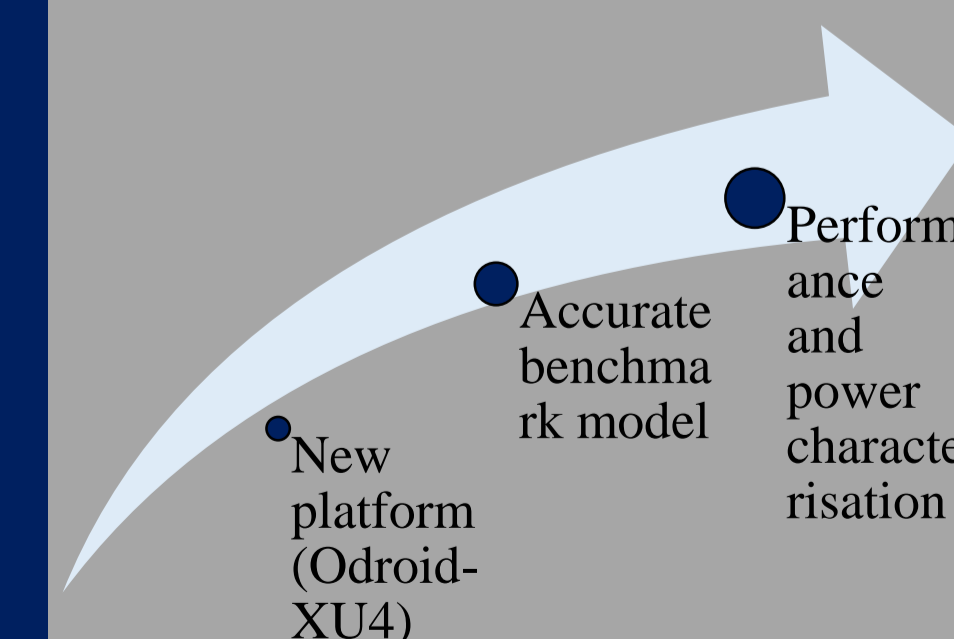 New
platform
(Odroid-
XU4)
Accurate
benchma
rk model
Perform
ance
and
power
characte
risation